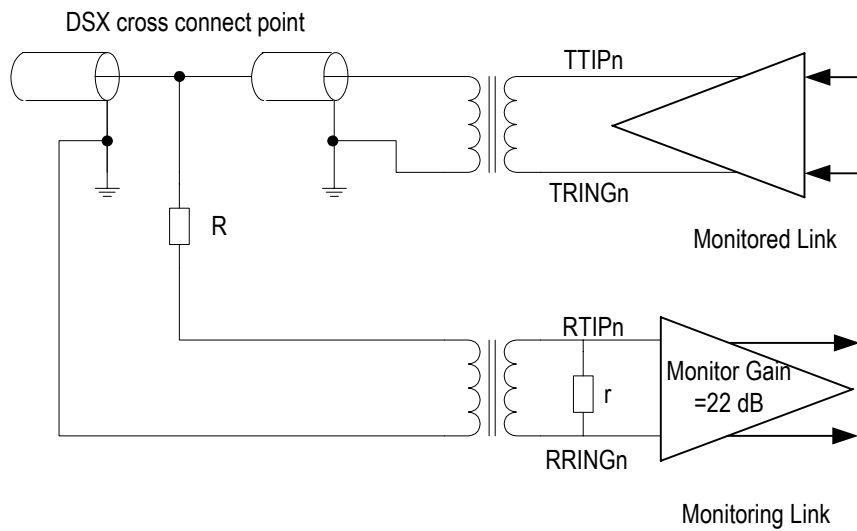 DSX cross connect point
TTIPn
TRINGn
Monitored Link
R
RTIPn
Monitor Gain
=22 dB
r
RRINGn
Monitoring Link